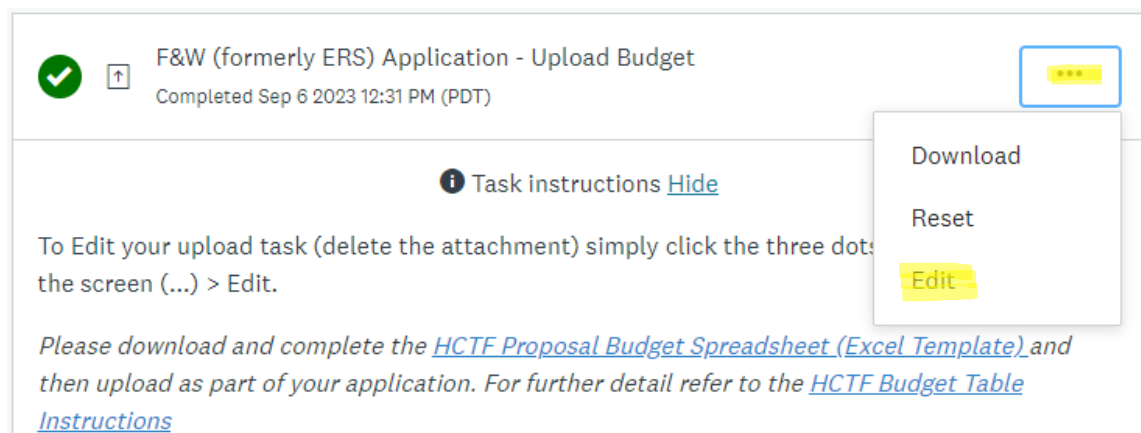 F&W (formerly ERS) Application - Upload Budget
Completed Sep 6 2023 12:31 PM (PDT)
...
Download
Reset
Edit
Task instructions Hide
To Edit your upload task (delete the attachment) simply click the three dots
the screen (...) > Edit.
Please download and complete the HCTF Proposal Budget Spreadsheet (Excel Template) and
then upload as part of your application. For further detail refer to the HCTF Budget Table
Instructions